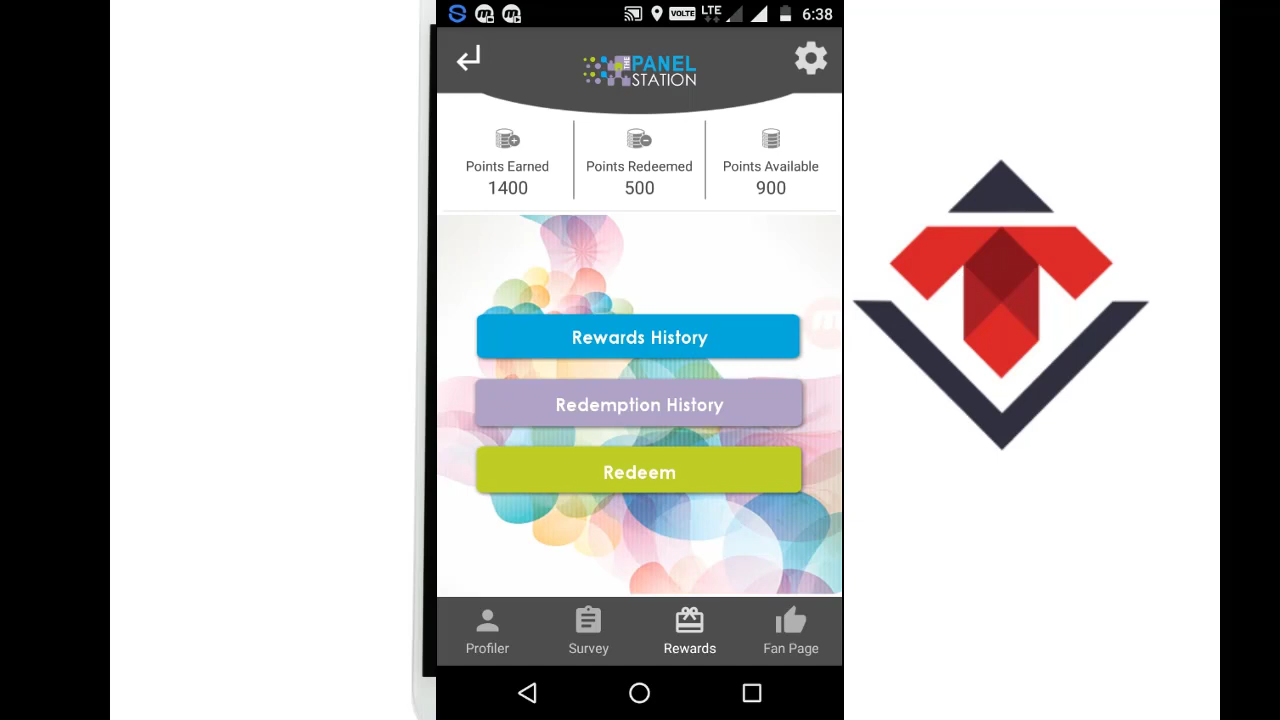 VOLTE LTE 6:38
THE PANEL
STATION
Points Earned Points Redeemed Points Available
1400 500 900
Rewards History
Redemption History
Redeem
Profiler Survey Rewards Fan Page